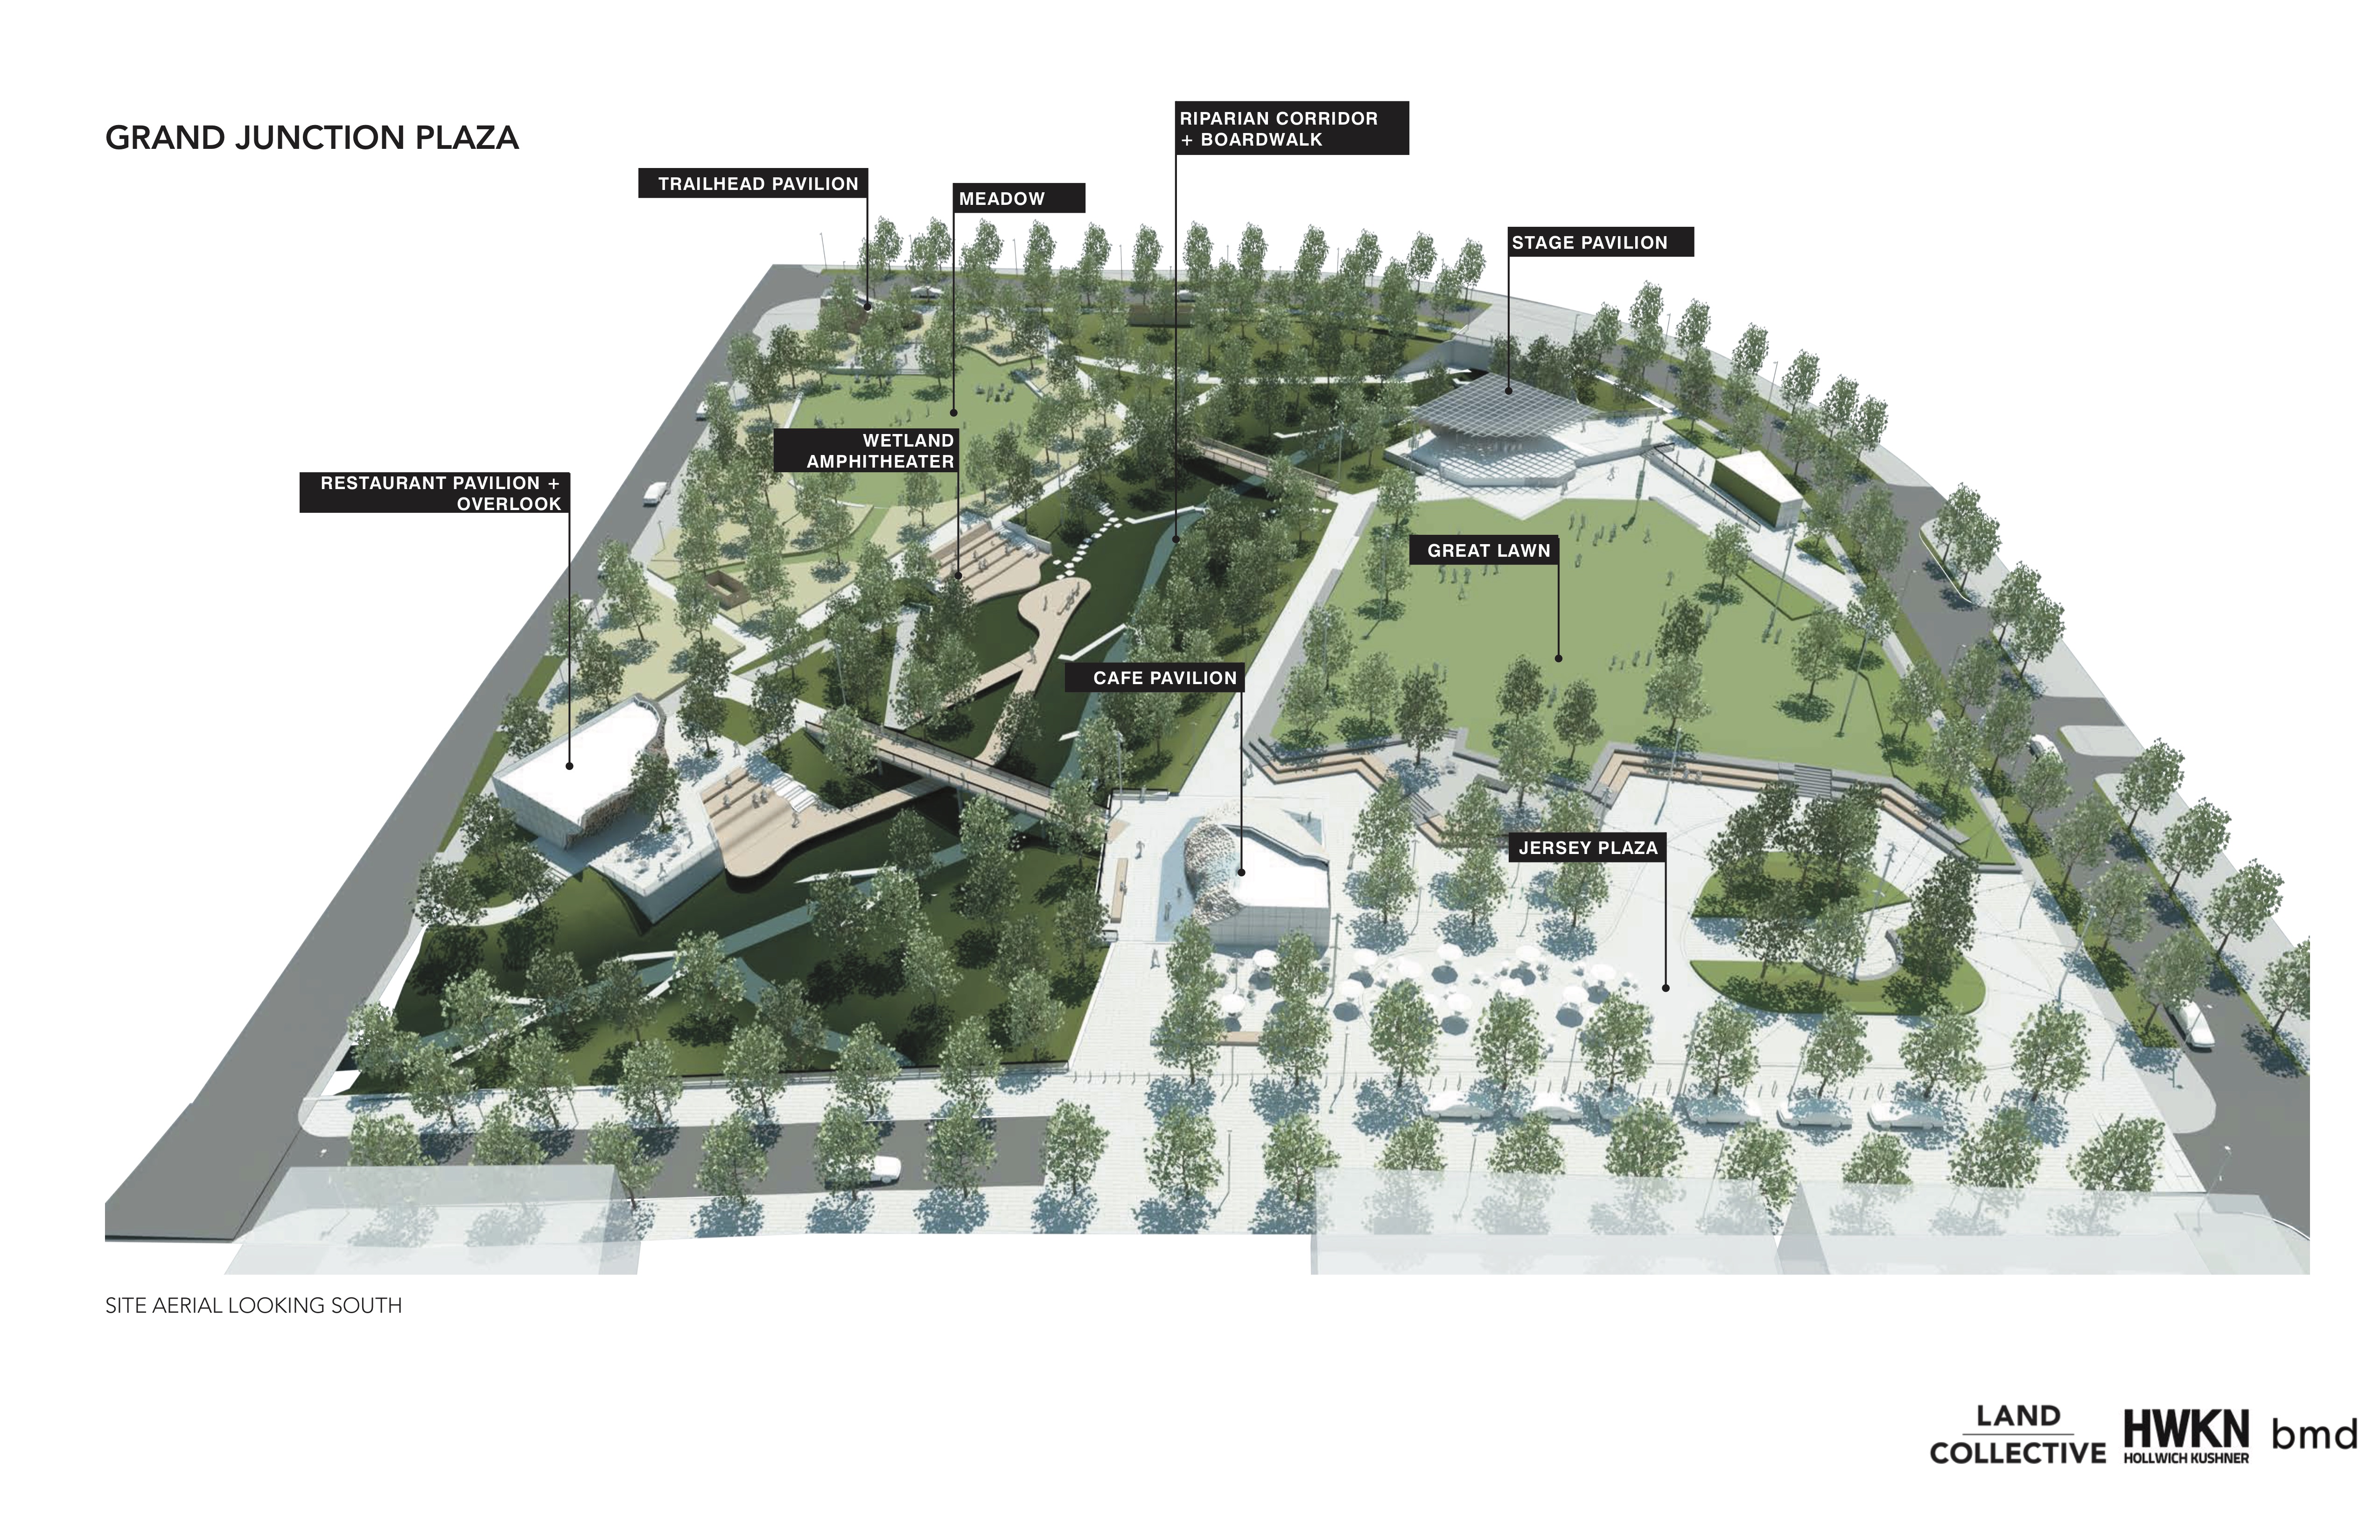 GRAND JUNCTION PLAZA
RIPARIAN CORRIDOR
+ BOARDWALK
TRAILHEAD PAVILION
MEADOW
STAGE PAVILION
WETLAND
AMPHITHEATER
RESTAURANT PAVILION +
OVERLOOK
GREAT LAWN
CAFE PAVILION
JERSEY PLAZA
SITE AERIAL LOOKING SOUTH
LAND
COLLECTIVE
HWKN
HOLLWICH KUSHNER
bmd